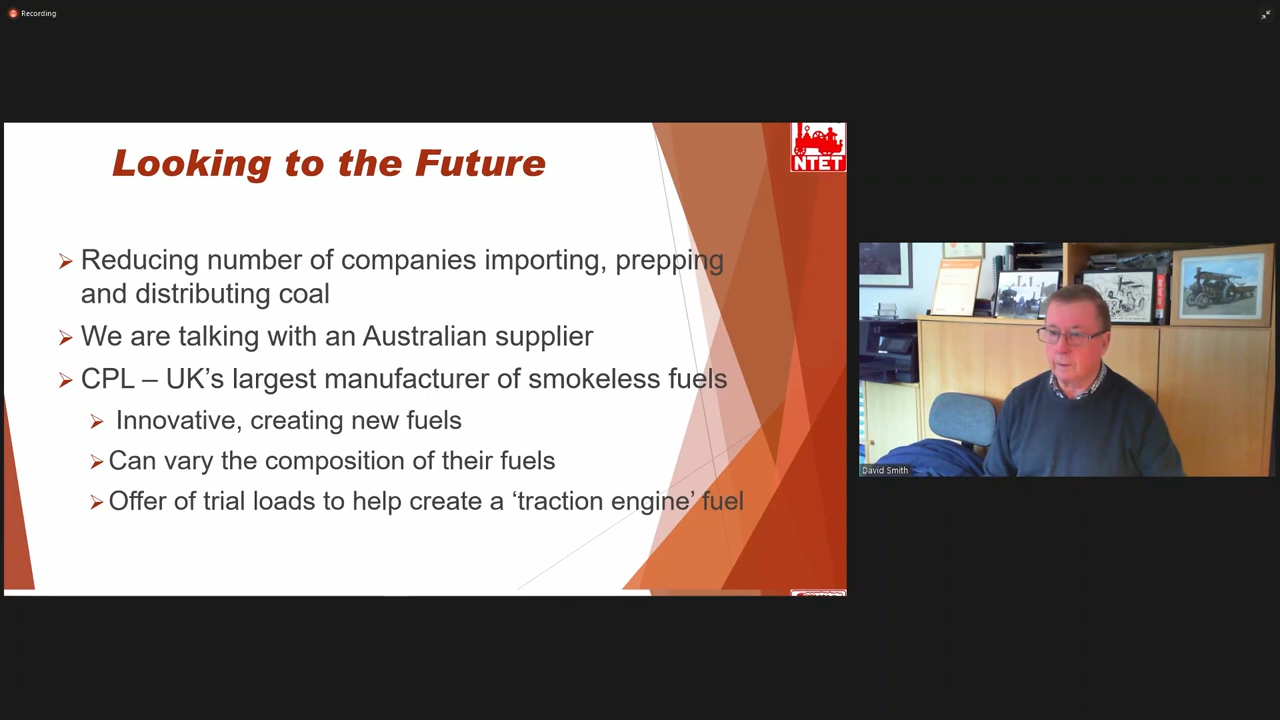 Recording
Looking to the Future
NTET
➢ Reducing number of companies importing, prepping
and distributing coal
➢ We are talking with an Australian supplier
➢ CPL – UK’s largest manufacturer of smokeless fuels
➢ Innovative, creating new fuels
➢ Can vary the composition of their fuels
➢ Offer of trial loads to help create a ‘traction engine’ fuel
David Smith